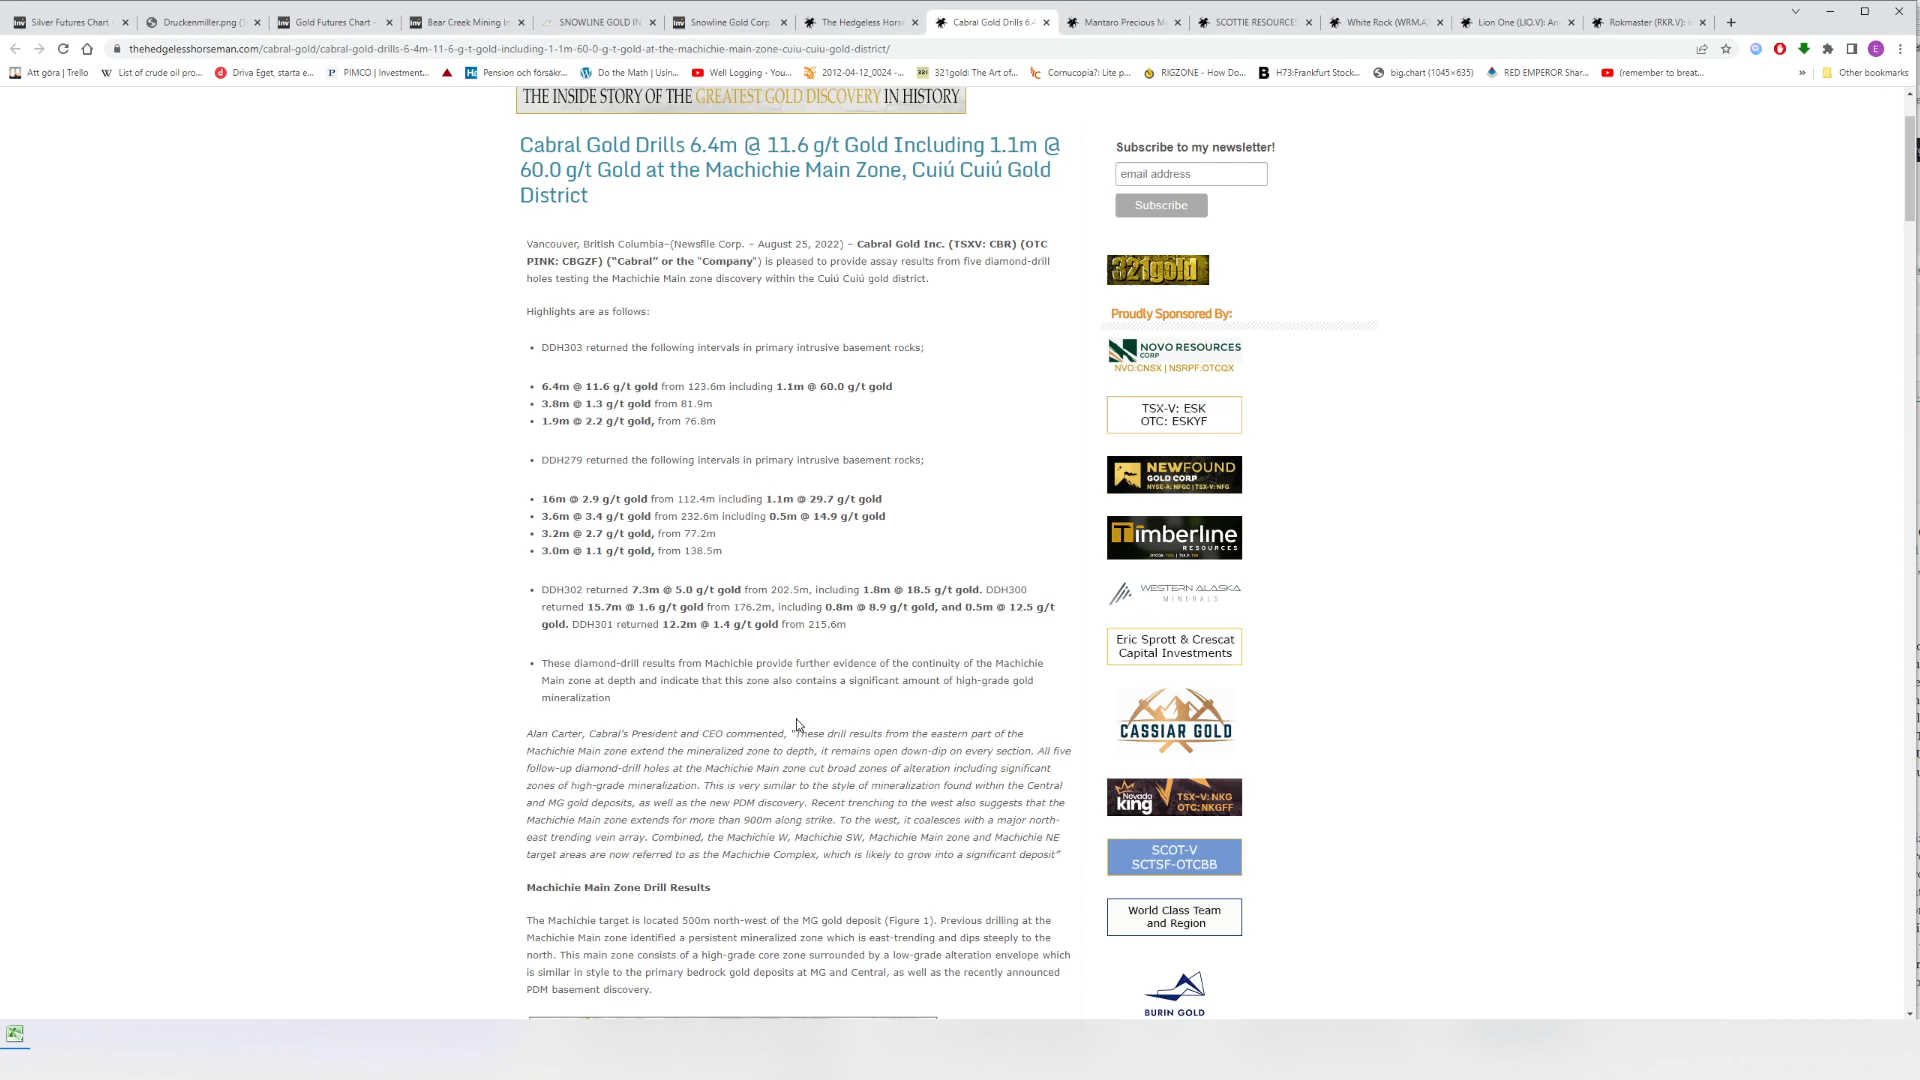 Silver Futures Chart -
Druckenmiller.png (1
Gold Futures Chart -
Bear Creek Mining In
SNOWLINE GOLD IN
Snowline Gold Corp
The Hedgeless Horse
Cabral Gold Drills 6.4
Mantaro Precious M
SCOTTIE RESOURCE
White Rock (WRM.A
Lion One (LIO.V): An
Rokmaster (RKR.V):
thehedgelesshorseman.com/cabral-gold/cabral-gold-drills-6-4m-11-6-g-t-gold-including-1-1m-60-0-g-t-gold-at-the-machichie-main-zone-cuiu-cuiu-gold-district/
E
Att göra | Trello
List of crude oil pro...
Driva Eget, starta e...
PIMCO | Investment...
Pension och försäkr...
Do the Math | Usin...
Well Logging - You...
2012-04-12_0024 -...
321gold: The Art of...
Cornucopia?: Lite p...
RIGZONE - How Do...
H73:Frankfurt Stock...
big.chart (1045×635)
RED EMPEROR Shar...
(remember to breat...
»
Other bookmarks
THE INSIDE STORY OF THE GREATEST GOLD DISCOVERY IN HISTORY
Cabral Gold Drills 6.4m @ 11.6 g/t Gold Including 1.1m @
60.0 g/t Gold at the Machichie Main Zone, Cuiú Cuiú Gold
District
Vancouver, British Columbia–(Newsfile Corp. – August 25, 2022) – Cabral Gold Inc. (TSXV: CBR) (OTC
PINK: CBGZF) (“Cabral” or the "Company”) is pleased to provide assay results from five diamond-drill
holes testing the Machichie Main zone discovery within the Cuiú Cuiú gold district.
Highlights are as follows:
• DDH303 returned the following intervals in primary intrusive basement rocks;
• 6.4m @ 11.6 g/t gold from 123.6m including 1.1m @ 60.0 g/t gold
• 3.8m @ 1.3 g/t gold from 81.9m
• 1.9m @ 2.2 g/t gold, from 76.8m
• DDH279 returned the following intervals in primary intrusive basement rocks;
• 16m @ 2.9 g/t gold from 112.4m including 1.1m @ 29.7 g/t gold
• 3.6m @ 3.4 g/t gold from 232.6m including 0.5m @ 14.9 g/t gold
• 3.2m @ 2.7 g/t gold, from 77.2m
• 3.0m @ 1.1 g/t gold, from 138.5m
• DDH302 returned 7.3m @ 5.0 g/t gold from 202.5m, including 1.8m @ 18.5 g/t gold. DDH300
returned 15.7m @ 1.6 g/t gold from 176.2m, including 0.8m @ 8.9 g/t gold, and 0.5m @ 12.5 g/t
gold. DDH301 returned 12.2m @ 1.4 g/t gold from 215.6m
• These diamond-drill results from Machichie provide further evidence of the continuity of the Machichie
Main zone at depth and indicate that this zone also contains a significant amount of high-grade gold
mineralization
Alan Carter, Cabral’s President and CEO commented, "These drill results from the eastern part of the
Machichie Main zone extend the mineralized zone to depth, it remains open down-dip on every section. All five
follow-up diamond-drill holes at the Machichie Main zone cut broad zones of alteration including significant
zones of high-grade mineralization. This is very similar to the style of mineralization found within the Central
and MG gold deposits, as well as the new PDM discovery. Recent trenching to the west also suggests that the
Machichie Main zone extends for more than 900m along strike. To the west, it coalesces with a major north-
east trending vein array. Combined, the Machichie W, Machichie SW, Machichie Main zone and Machichie NE
target areas are now referred to as the Machichie Complex, which is likely to grow into a significant deposit”
Machichie Main Zone Drill Results
The Machichie target is located 500m north-west of the MG gold deposit (Figure 1). Previous drilling at the
Machichie Main zone identified a persistent mineralized zone which is east-trending and dips steeply to the
north. This main zone consists of a high-grade core zone surrounded by a low-grade alteration envelope which
is similar in style to the primary bedrock gold deposits at MG and Central, as well as the recently announced
PDM basement discovery.
Subscribe to my newsletter!
email address
Subscribe
321gold
Proudly Sponsored By:
NOVO RESOURCES
CORP
NVO:CNSX | NSRPF:OTCQX
TSX-V: ESK
OTC: ESKYF
NEWFOUND
GOLD CORP
NYSE-A: NFGC | TSX-V: NFG
Timberline
RESOURCES
WESTERN ALASKA
MINERALS
Eric Sprott & Crescat
Capital Investments
CASSIAR GOLD
Nevada
king
TSX-V: NKG
OTC: NKGFF
SCOT-V
SCTSF-OTCBB
World Class Team
and Region
BURIN GOLD